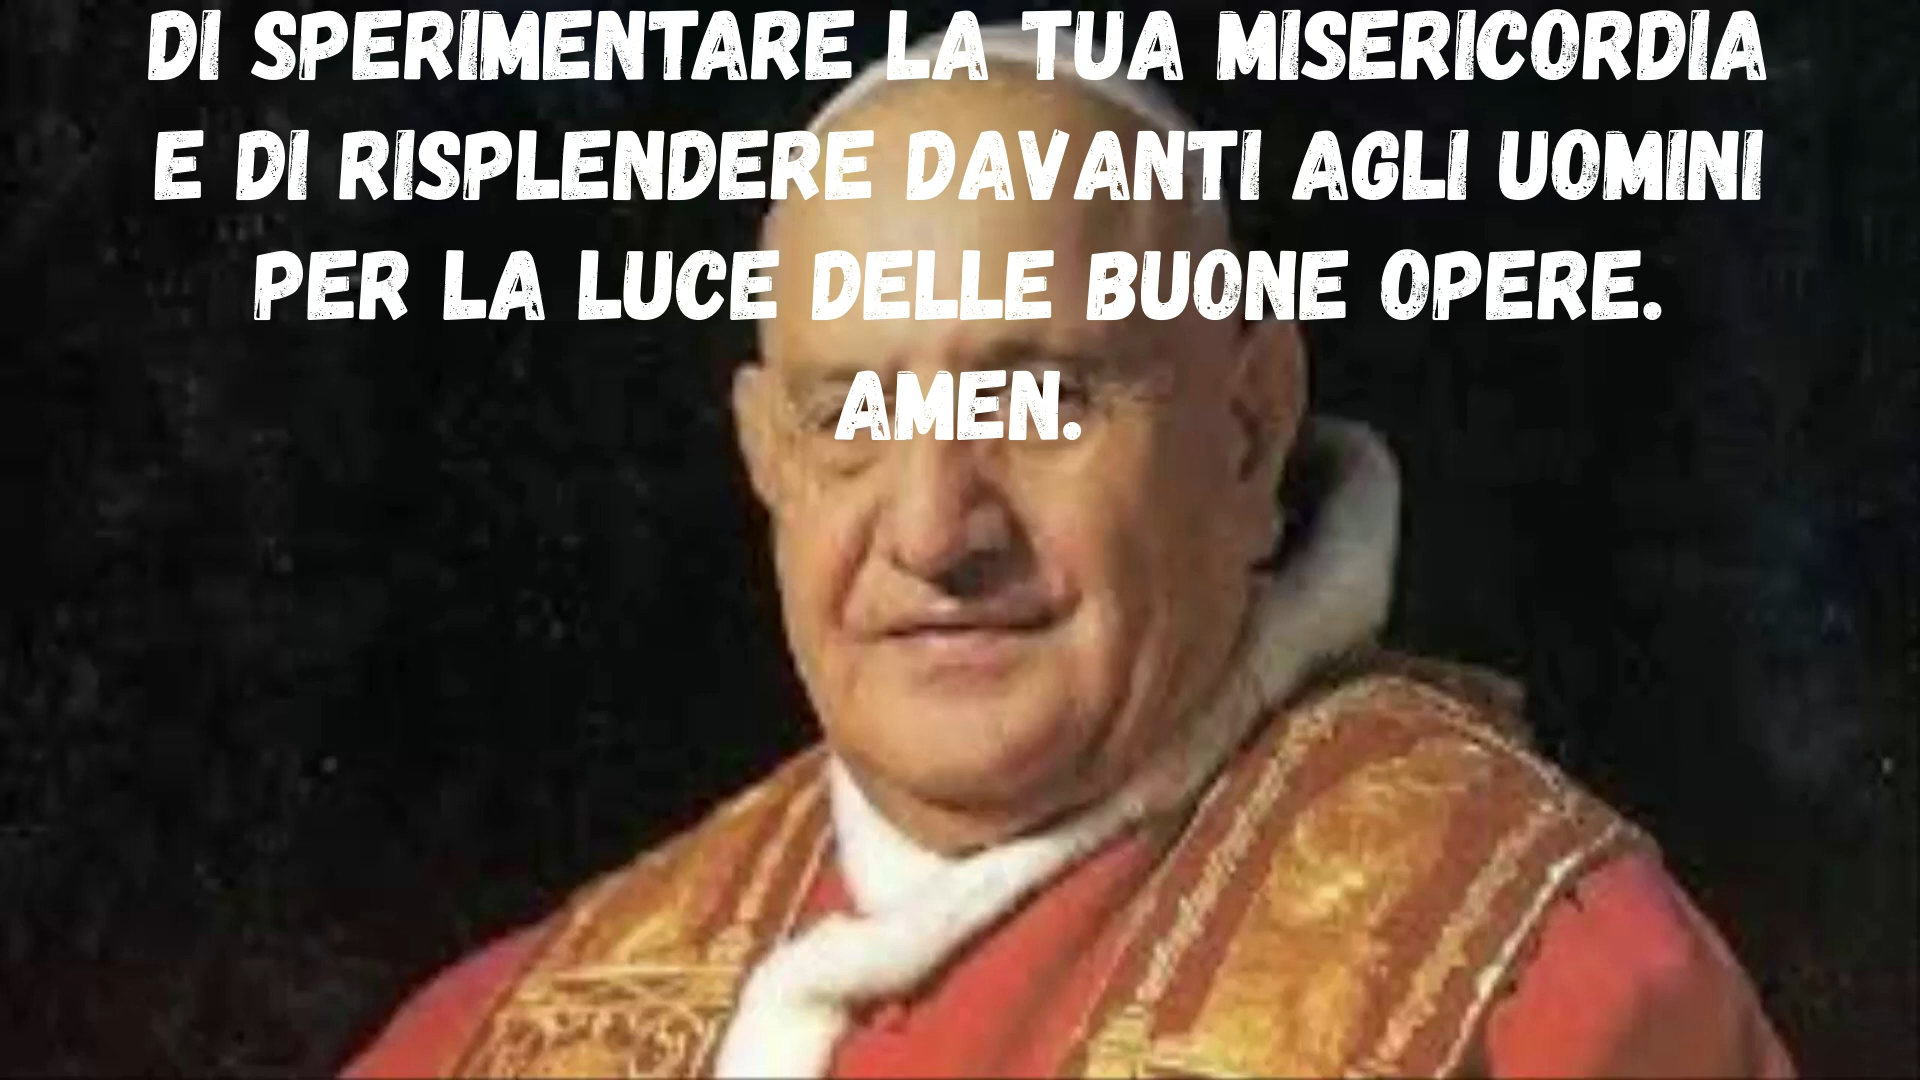 DI SPERIMENTARE LA TUA MISERICORDIA
E DI RISPLENDERE DAVANTI AGLI UOMINI
PER LA LUCE DELLE BUONE OPERE.
AMEN.